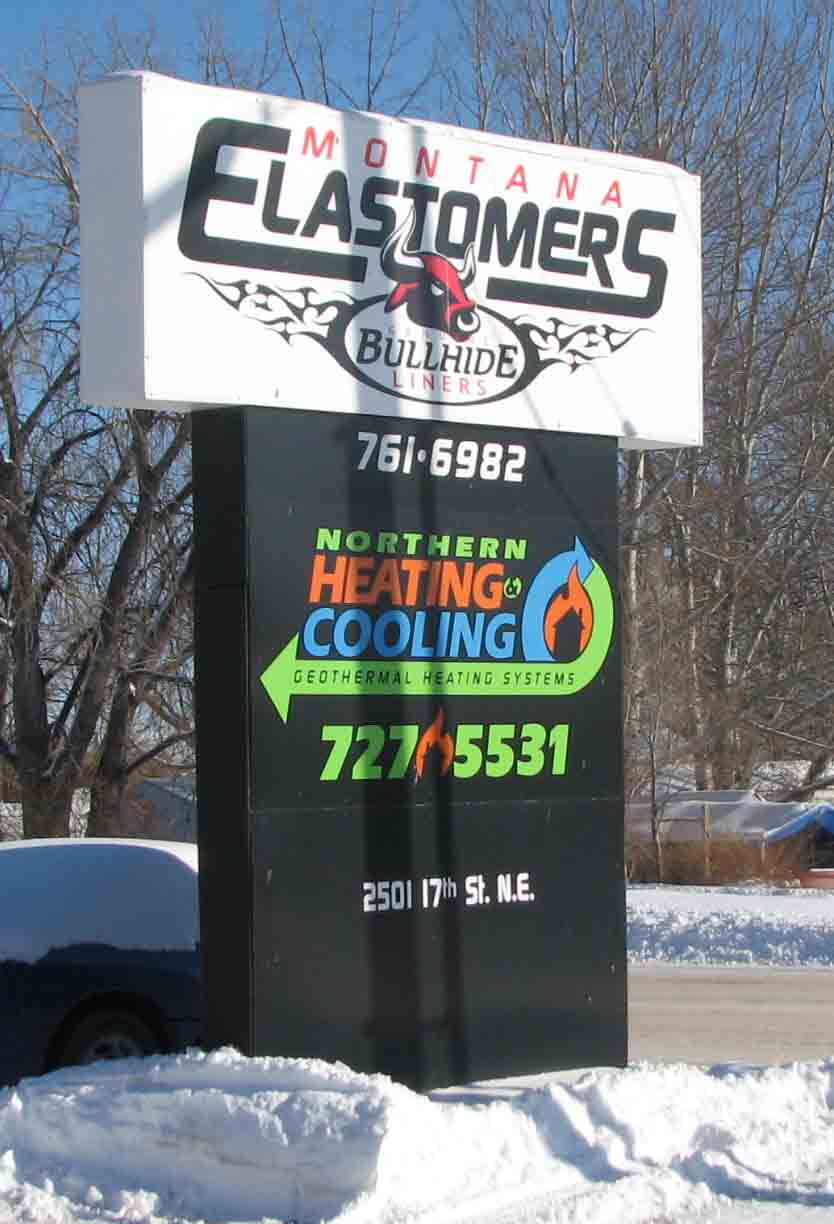 MONTANA
ELASTOMERS
BULLHIDE
LINERS
761·6982
NORTHERN
HEATING &
COOLING
GEOTHERMAL HEATING SYSTEMS
727 5531
2501 17th St. N.E.